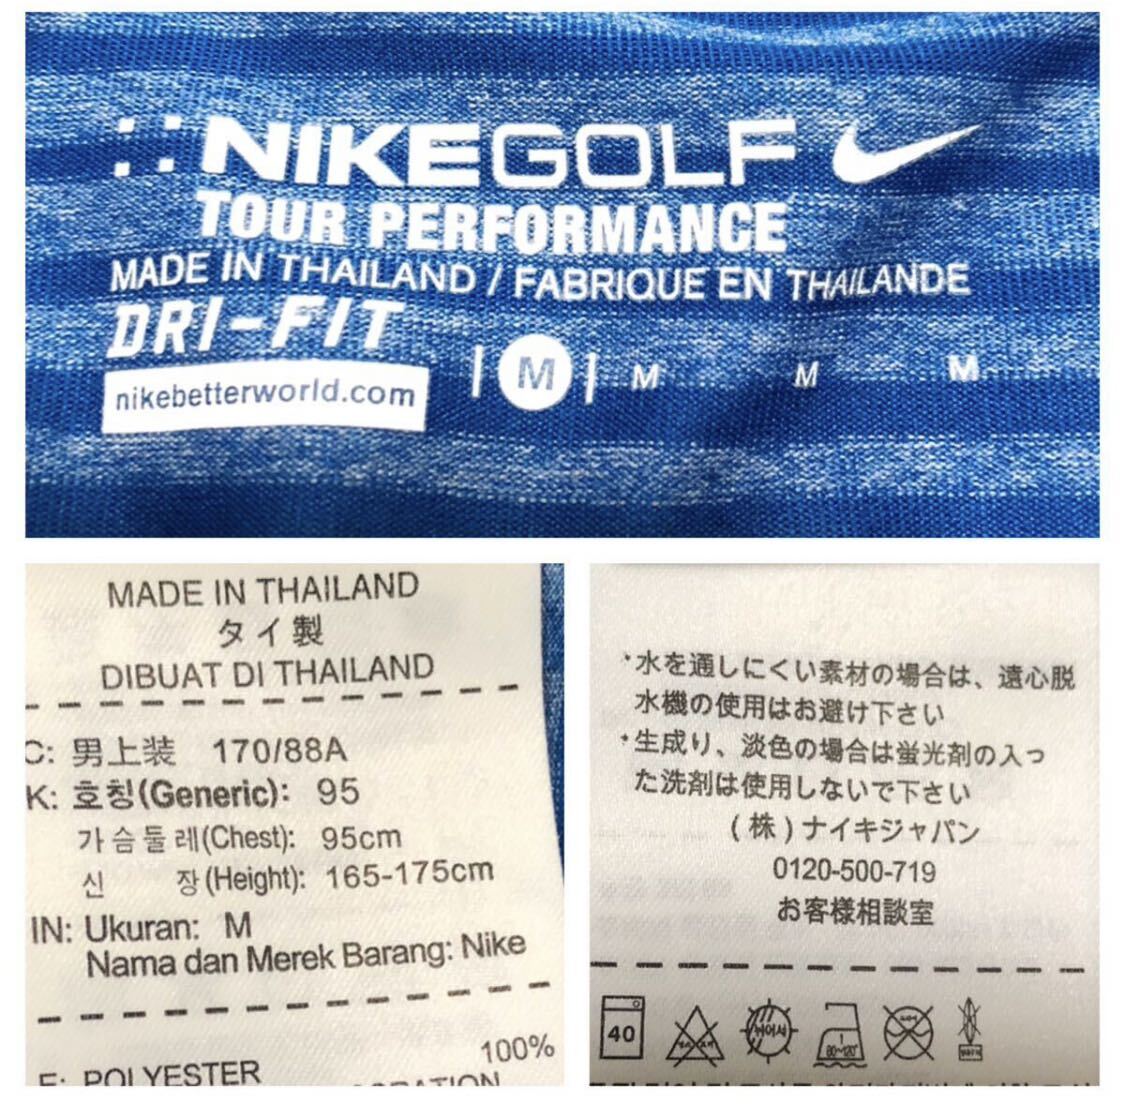 NIKEGOLF
TOUR PERFORMANCE
MADE IN THAILAND / FABRIQUE EN THAILANDE
DRI-FIT
nikebetterworld.com
| M | M M M
MADE IN THAILAND
タイ製
DIBUAT DI THAILAND
C: 男上装 170/88A
K: 호칭(Generic): 95
가슴둘레(Chest): 95cm
신 장(Height): 165-175cm
IN: Ukuran: M
Nama dan Merek Barang: Nike
100%
E: POLYESTER
*水を通しにくい素材の場合は、遠心脱
水機の使用はお避け下さい
*生成り、淡色の場合は蛍光剤の入っ
た洗剤は使用しないで下さい
(株)ナイキジャパン
0120-500-719
お客様相談室
40
80~120°